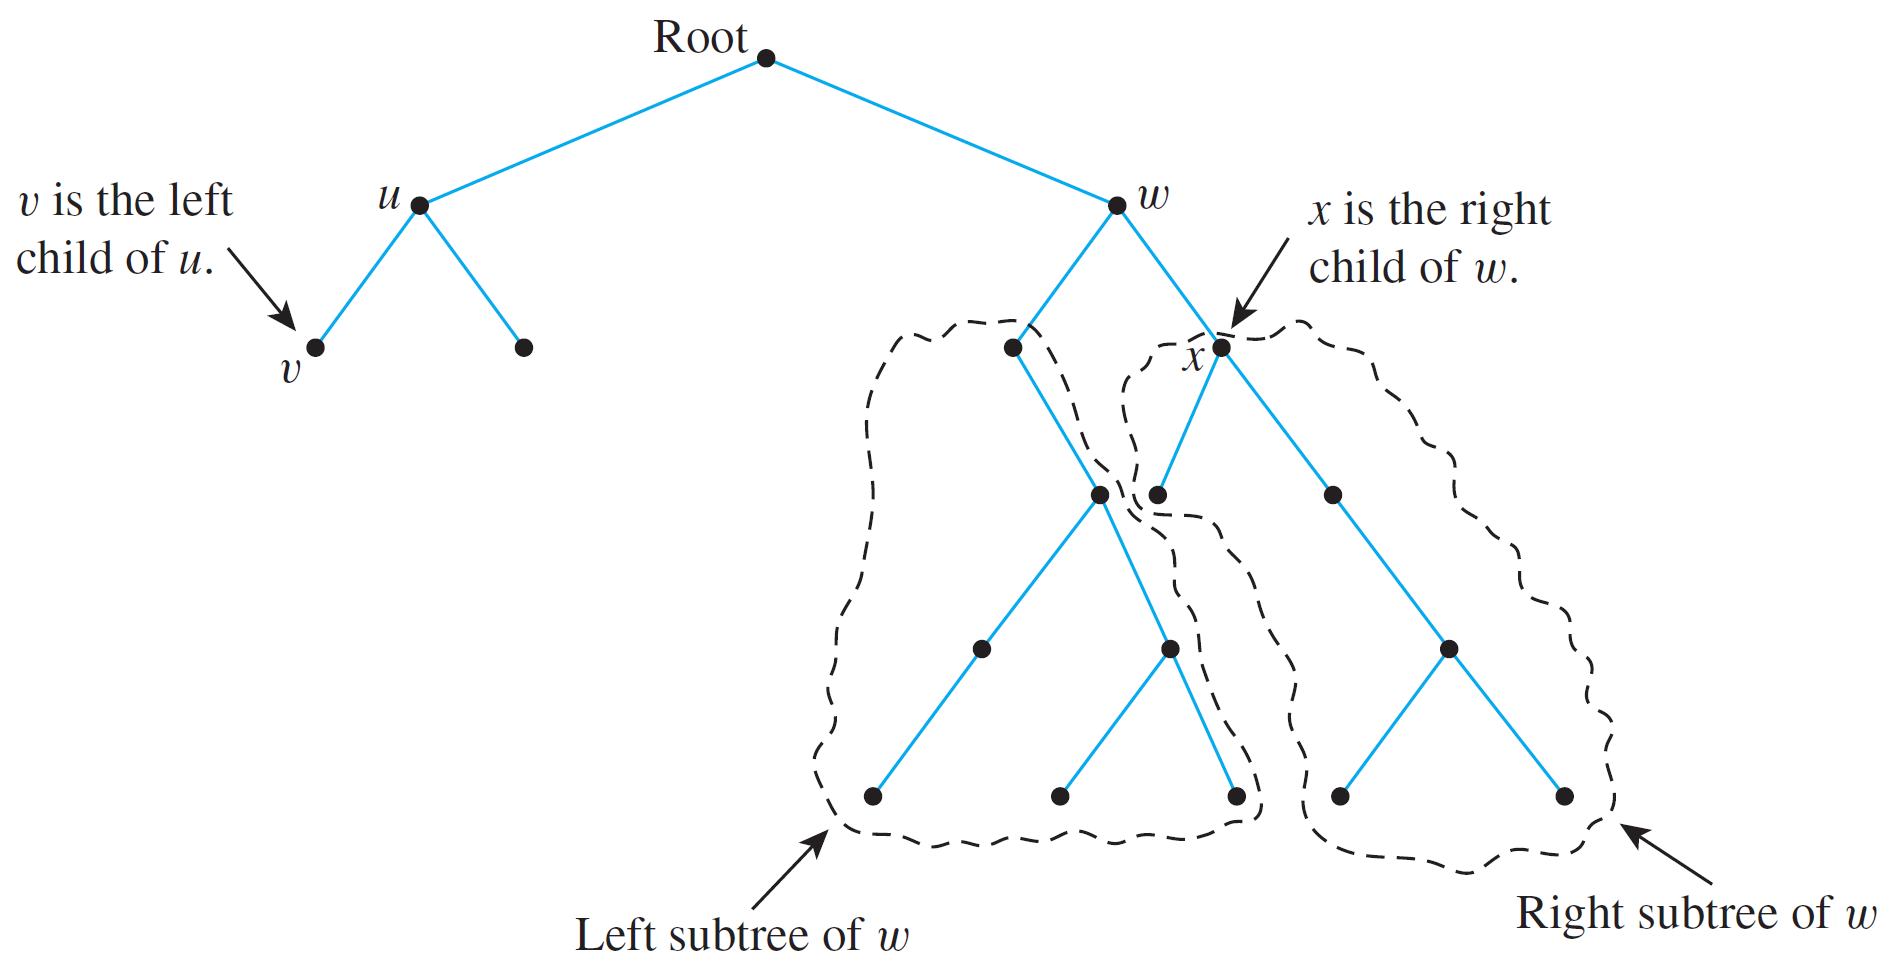 Root
v is the left
child of u.
u
w
x is the right
child of w.
v
x
Left subtree of w
Right subtree of w